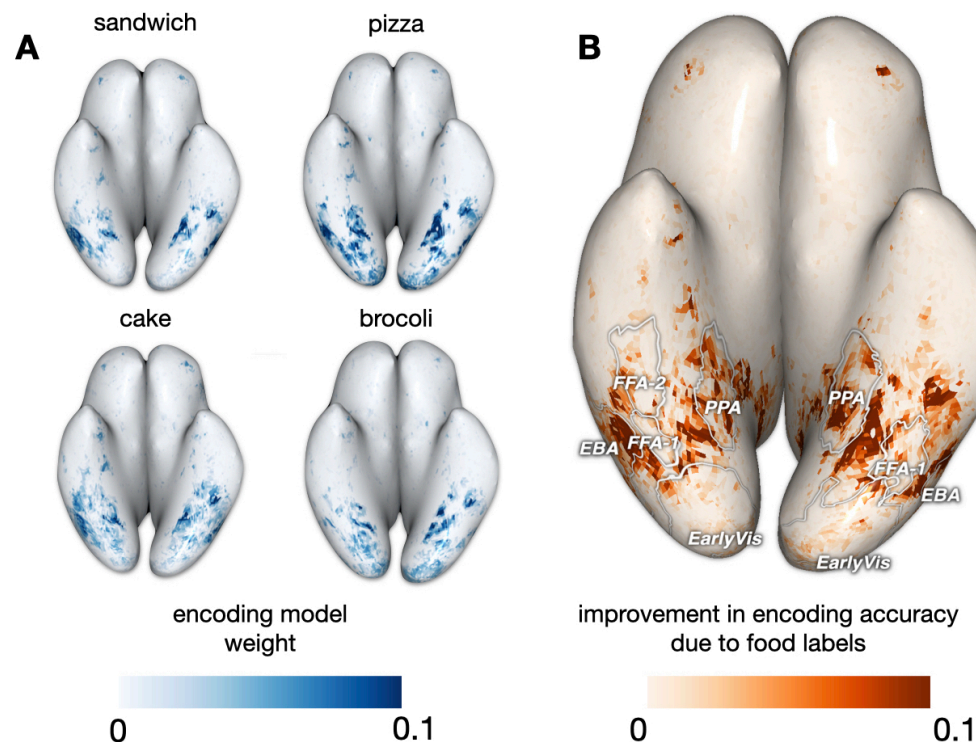 A
sandwich
pizza
cake
brocoli
encoding model
weight
0
0.1
B
FFA-2
PPA
EBA
FFA-1
EarlyVis
PPA
FFA-1
EBA
EarlyVis
improvement in encoding accuracy
due to food labels
0
0.1